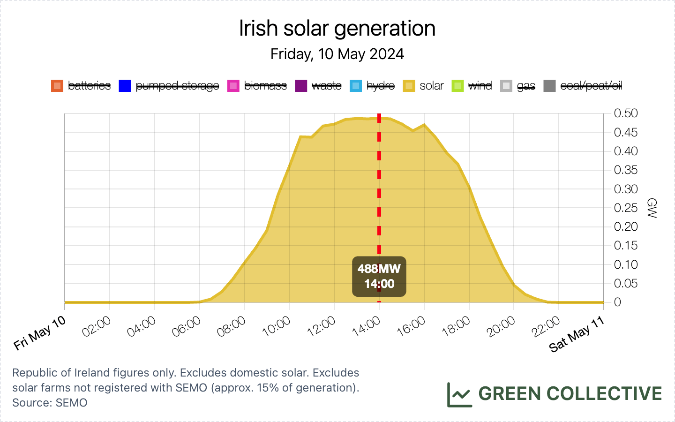 Irish solar generation
Friday, 10 May 2024
batteries pumped storage biomass waste hydro solar wind gas coal/peat/oil
0.50
0.45
0.40
0.35
0.30
0.25
0.20
0.15
0.10
0.05
0
GW
488MW
14:00
Fri May 10 02:00 04:00 06:00 08:00 10:00 12:00 14:00 16:00 18:00 20:00 22:00 Sat May 11
Republic of Ireland figures only. Excludes domestic solar. Excludes
solar farms not registered with SEMO (approx. 15% of generation).
Source: SEMO
GREEN COLLECTIVE